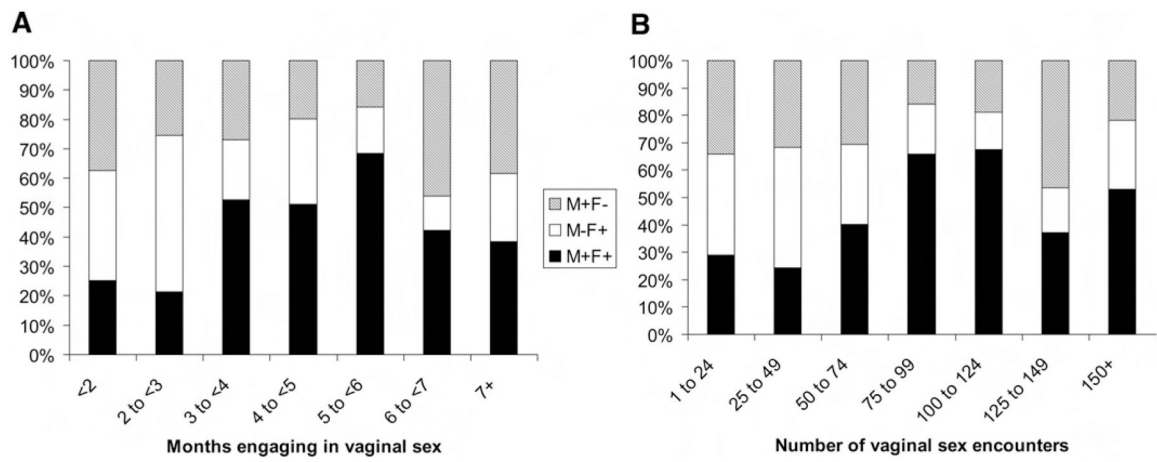 A
100%
90%
80%
70%
60%
50%
40%
30%
20%
10%
0%
<2
2 to <3
3 to <4
4 to <5
5 to <6
6 to <7
7+
Months engaging in vaginal sex
M+F-
M-F+
M+F+
B
100%
90%
80%
70%
60%
50%
40%
30%
20%
10%
0%
1 to 24
25 to 49
50 to 74
75 to 99
100 to 124
125 to 149
150+
Number of vaginal sex encounters